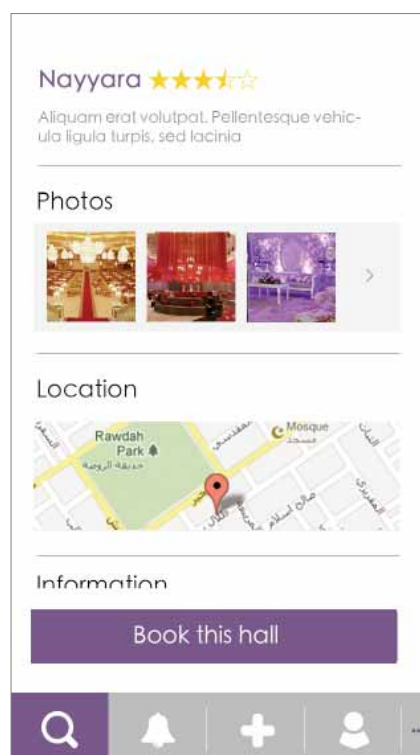 Nayyara
Aliquam erat volutpat. Pellentesque vehic-
ula ligula turpis, sed lacinia
Photos
Location
Mosque
مسجد
Rawdah
Park
حديقة الروضة
Information
Book this hall